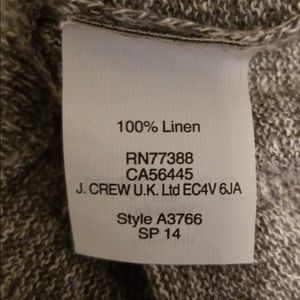 100% Linen
RN77388
CA56445
J. CREW U.K. Ltd EC4V 6JA
Style A3766
SP 14